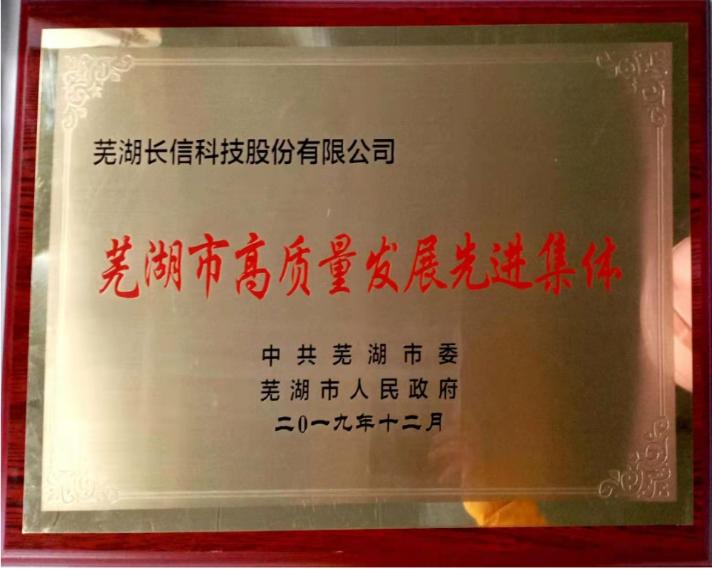 芜湖长信科技股份有限公司
芜湖市高质量发展先进集体
中共芜湖市委
芜湖市人民政府
二0一九年十二月